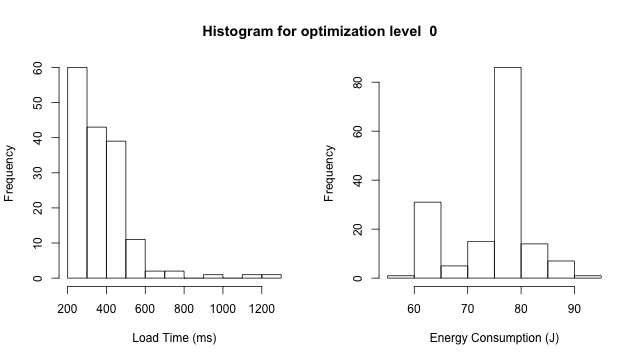 Histogram for optimization level 0
Frequency
0
10
20
30
40
50
60
200 400 600 800 1000 1200
Load Time (ms)
Frequency
0
20
40
60
80
60 70 80 90
Energy Consumption (J)